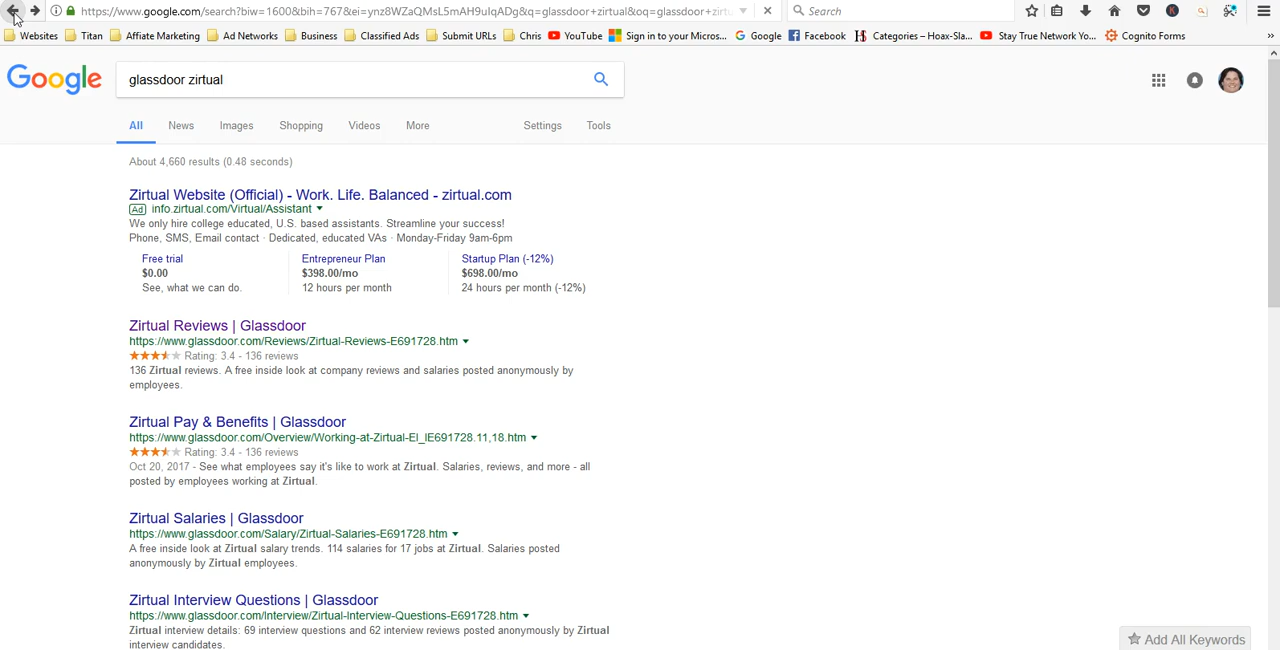 https://www.google.com/search?biw=1600&bih=767&ei=ynz8WZaQMsL5mAH9uIqADg&q=glassdoor+zirtual&oq=glassdoor+zirtu
Search
Websites Titan Affiate Marketing Ad Networks Business Classified Ads Submit URLs Chris YouTube Sign in to your Micros... Google Facebook Categories – Hoax-Sla... Stay True Network Yo... Cognito Forms »
Google glassdoor zirtual
All News Images Shopping Videos More Settings Tools
About 4,660 results (0.48 seconds)
Zirtual Website (Official) - Work. Life. Balanced - zirtual.com
Ad info.zirtual.com/Virtual/Assistant
We only hire college educated, U.S. based assistants. Streamline your success!
Phone, SMS, Email contact · Dedicated, educated VAs · Monday-Friday 9am-6pm
Free trial Entrepreneur Plan Startup Plan (-12%)
$0.00 $398.00/mo $698.00/mo
See, what we can do. 12 hours per month 24 hours per month (-12%)
Zirtual Reviews | Glassdoor
https://www.glassdoor.com/Reviews/Zirtual-Reviews-E691728.htm
Rating: 3.4 - 136 reviews
136 Zirtual reviews. A free inside look at company reviews and salaries posted anonymously by
employees.
Zirtual Pay & Benefits | Glassdoor
https://www.glassdoor.com/Overview/Working-at-Zirtual-EI_IE691728.11,18.htm
Rating: 3.4 - 136 reviews
Oct 20, 2017 - See what employees say it's like to work at Zirtual. Salaries, reviews, and more - all
posted by employees working at Zirtual.
Zirtual Salaries | Glassdoor
https://www.glassdoor.com/Salary/Zirtual-Salaries-E691728.htm
A free inside look at Zirtual salary trends. 114 salaries for 17 jobs at Zirtual. Salaries posted
anonymously by Zirtual employees.
Zirtual Interview Questions | Glassdoor
https://www.glassdoor.com/Interview/Zirtual-Interview-Questions-E691728.htm
Zirtual interview details: 69 interview questions and 62 interview reviews posted anonymously by Zirtual
interview candidates.
Add All Keywords